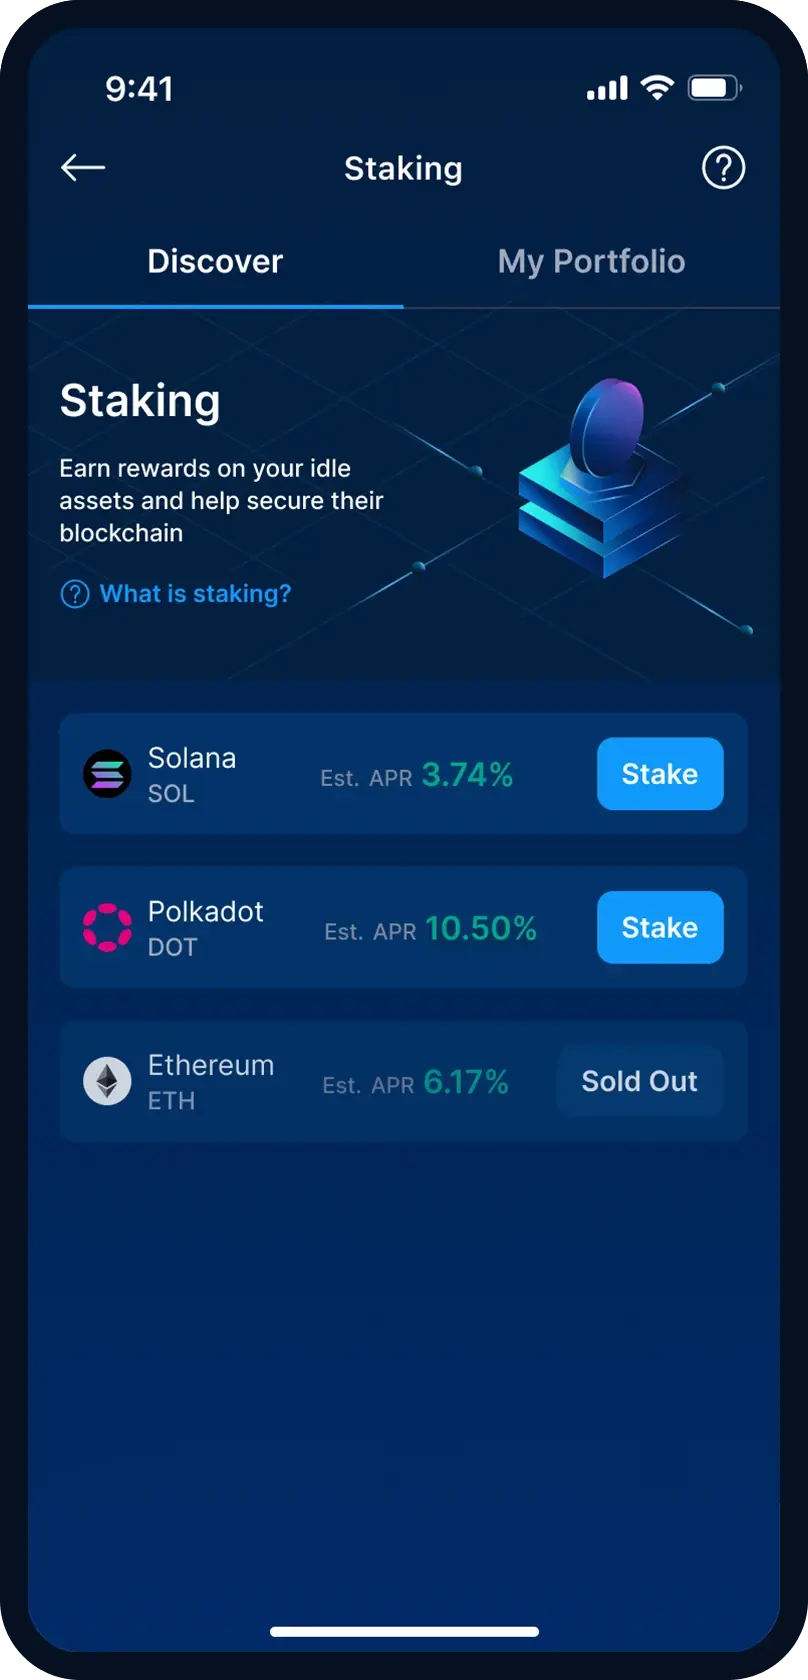 9:41
Staking
Discover
My Portfolio
Staking
Earn rewards on your idle
assets and help secure their
blockchain
? What is staking?
Solana
SOL
Est. APR 3.74%
Stake
Polkadot
DOT
Est. APR 10.50%
Stake
Ethereum
ETH
Est. APR 6.17%
Sold Out